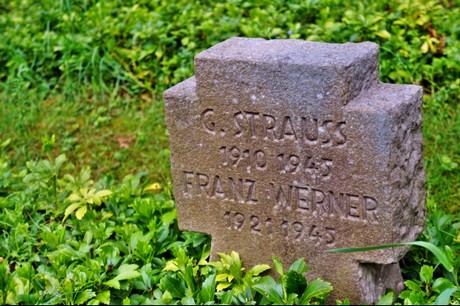 G. STRAUSS
1910 1945
FRANZ WERNER
1921 1945